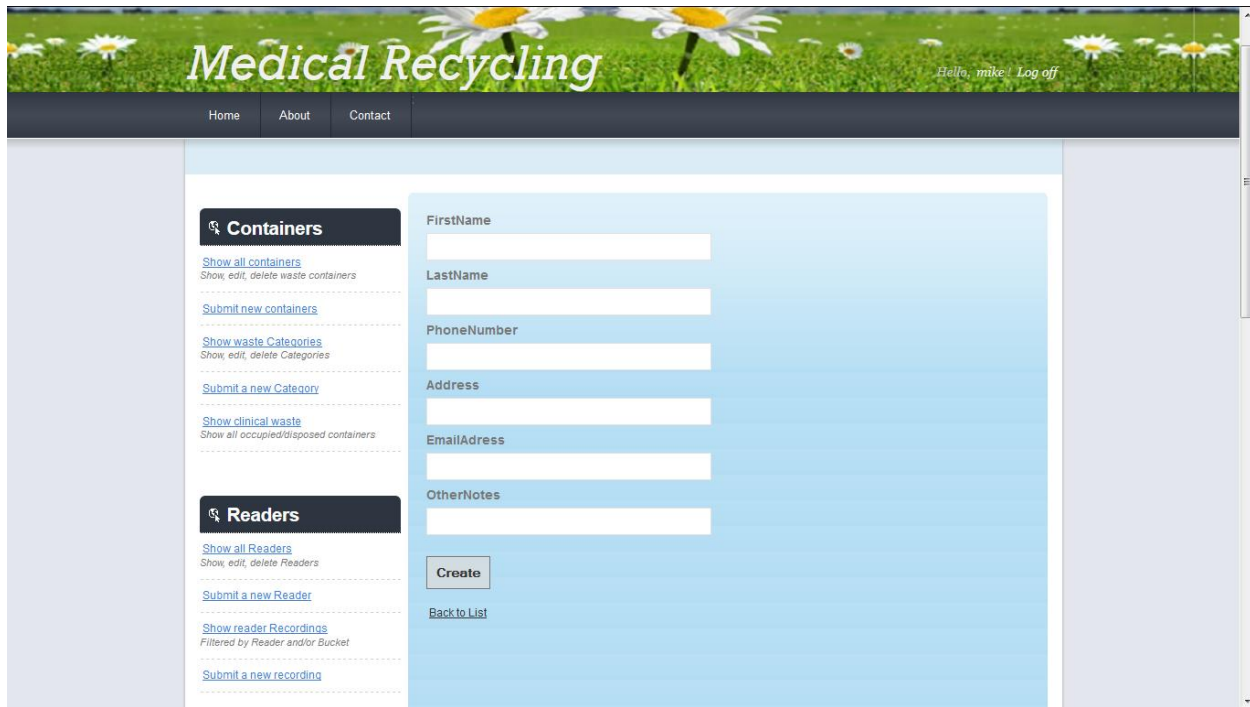 Medical Recycling
Hello, mike! Log off
Home About Contact
Containers
Show all containers
Show, edit, delete waste containers
Submit new containers
Show waste Categories
Show, edit, delete Categories
Submit a new Category
Show clinical waste
Show all occupied/disposed containers
Readers
Show all Readers
Show, edit, delete Readers
Submit a new Reader
Show reader Recordings
Filtered by Reader and/or Bucket
Submit a new recording
FirstName
LastName
PhoneNumber
Address
EmailAdress
OtherNotes
Create
Back to List